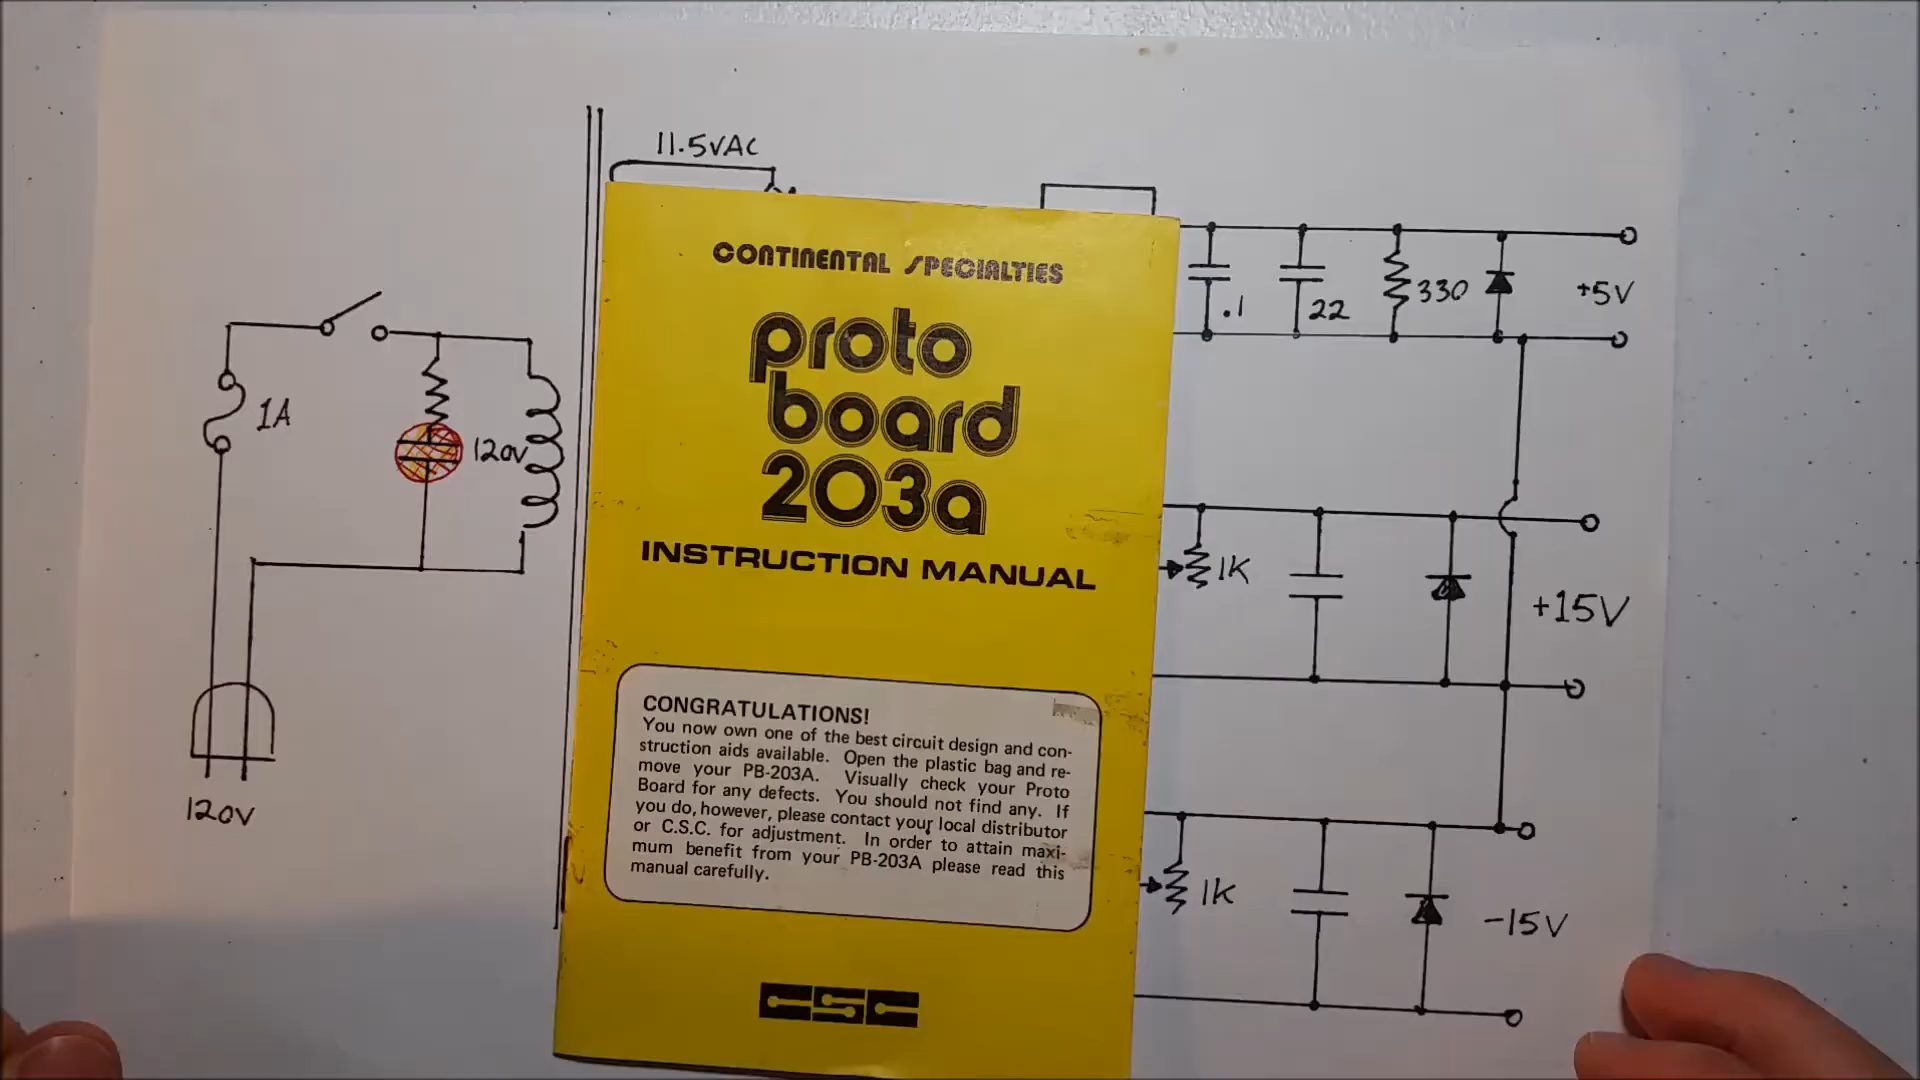 11.5VAC
1A
120V
120V
CONTINENTAL SPECIALTIES
proto
board
203a
INSTRUCTION MANUAL
CONGRATULATIONS!
You now own one of the best circuit design and con-
struction aids available. Open the plastic bag and re-
move your PB-203A. Visually check your Proto
Board for any defects. You should not find any. If
you do, however, please contact your local distributor
or C.S.C. for adjustment. In order to attain maxi-
mum benefit from your PB-203A please read this
manual carefully.
CSC
.1
22
330
+5V
1K
+15V
1K
-15V